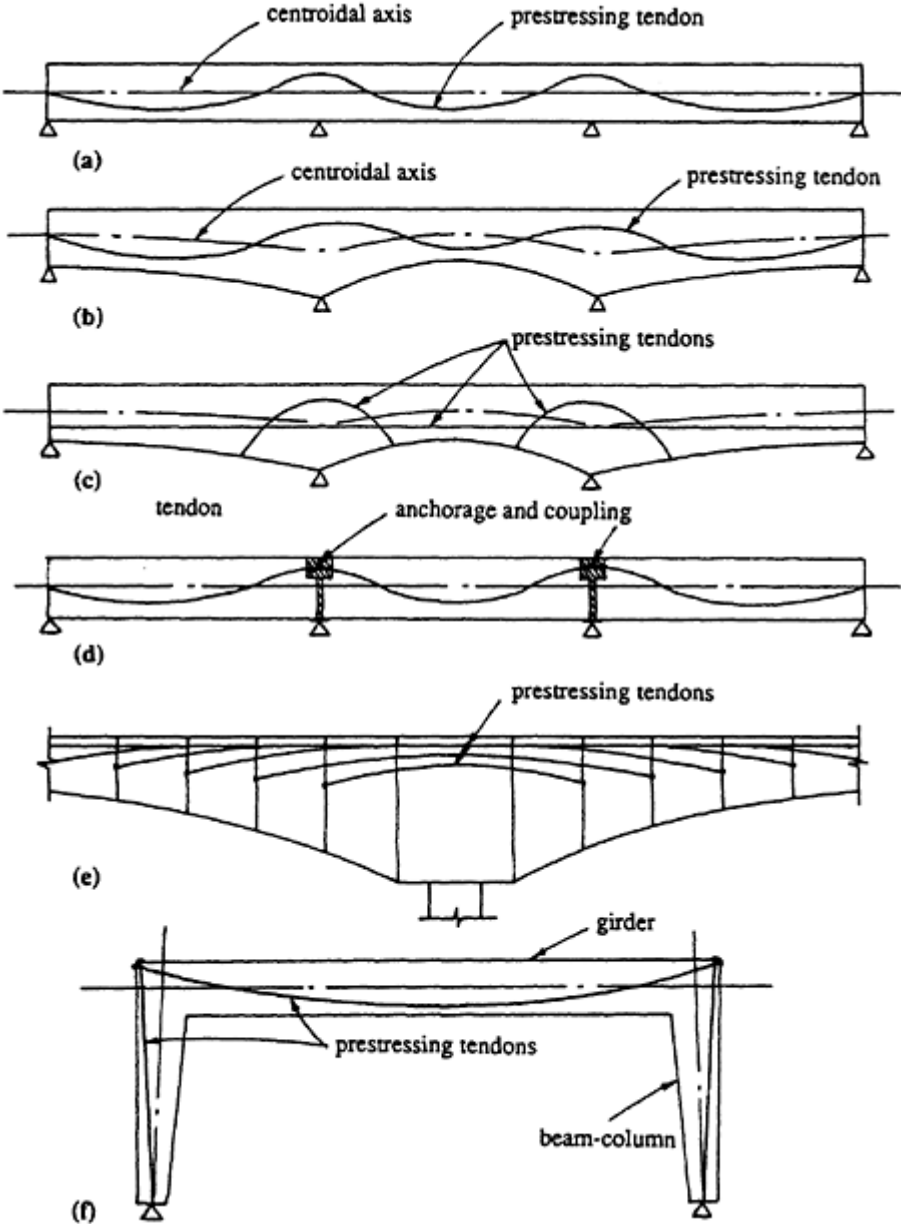 centroidal axis
prestressing tendon
(a)
centroidal axis
prestressing tendon
(b)
prestressing tendons
(c)
tendon
anchorage and coupling
(d)
prestressing tendons
(e)
girder
prestressing tendons
beam-column
(f)